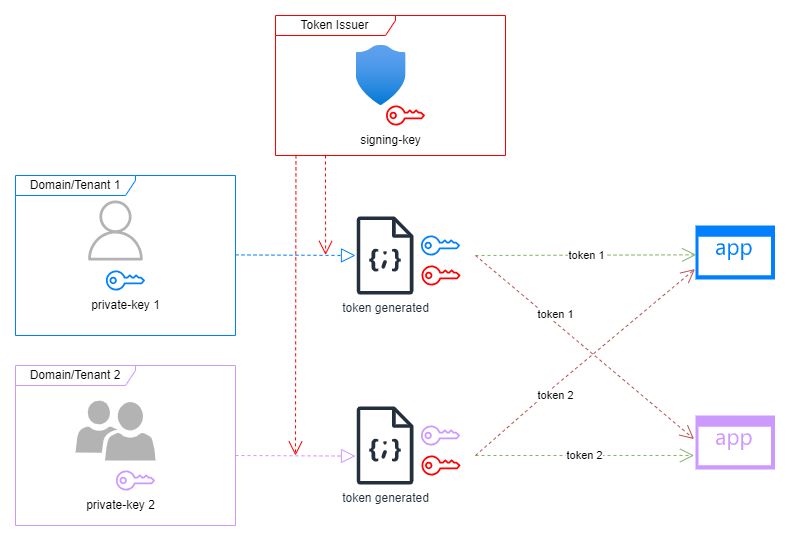 Token Issuer
signing-key
Domain/Tenant 1
private-key 1
{;}
token generated
token 1
app
token 1
Domain/Tenant 2
token 2
private-key 2
{;}
token generated
token 2
app